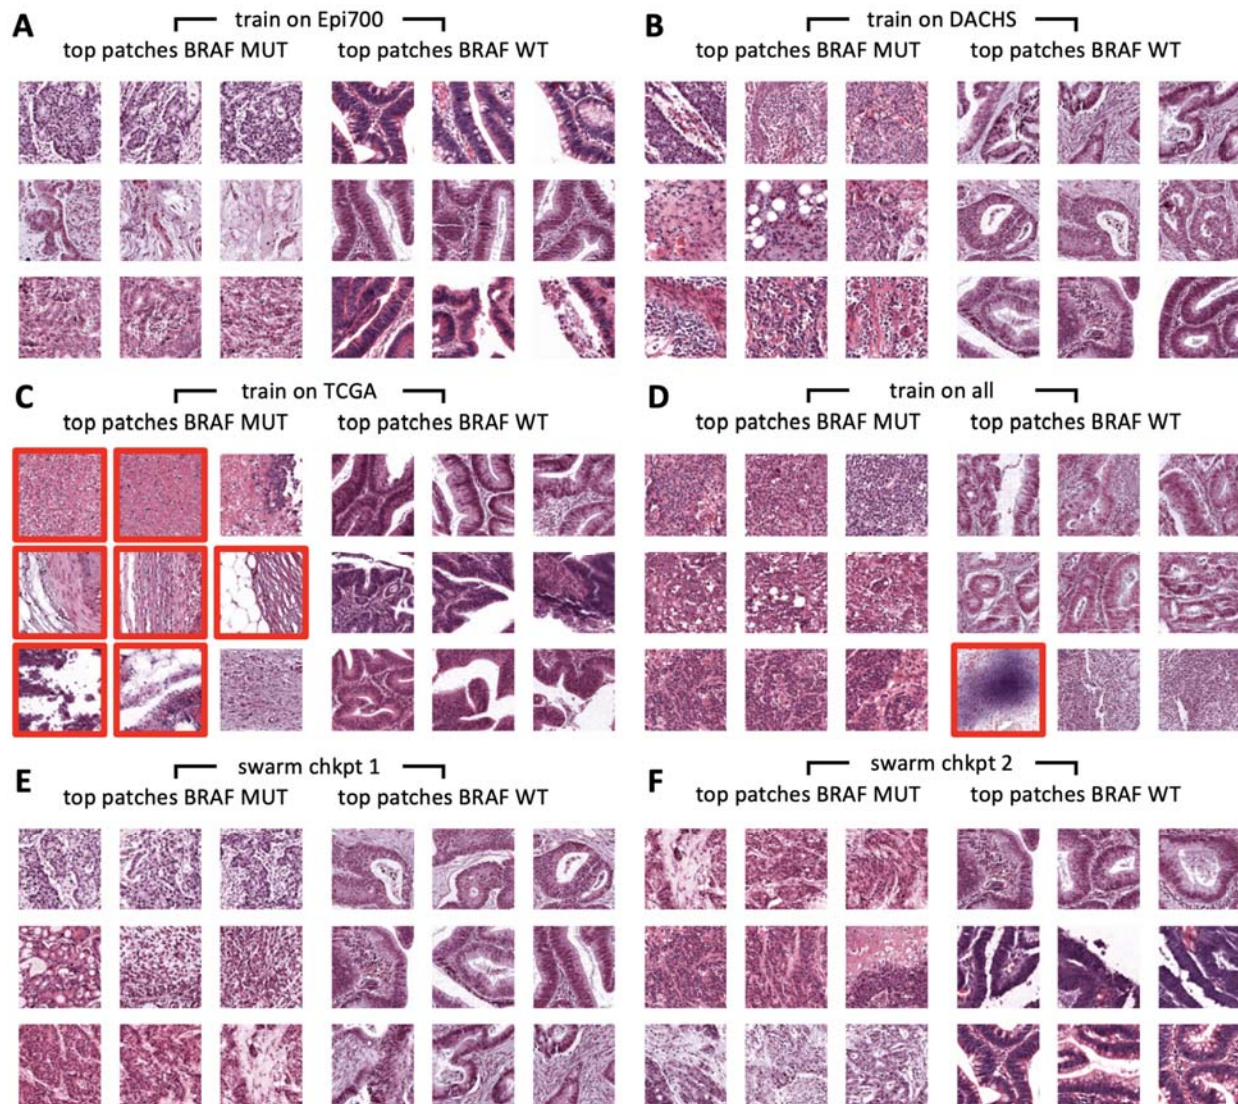 A train on Epi700
top patches BRAF MUT top patches BRAF WT
B train on DACHS
top patches BRAF MUT top patches BRAF WT
C train on TCGA
top patches BRAF MUT top patches BRAF WT
D train on all
top patches BRAF MUT top patches BRAF WT
E swarm chkpt 1
top patches BRAF MUT top patches BRAF WT
F swarm chkpt 2
top patches BRAF MUT top patches BRAF WT